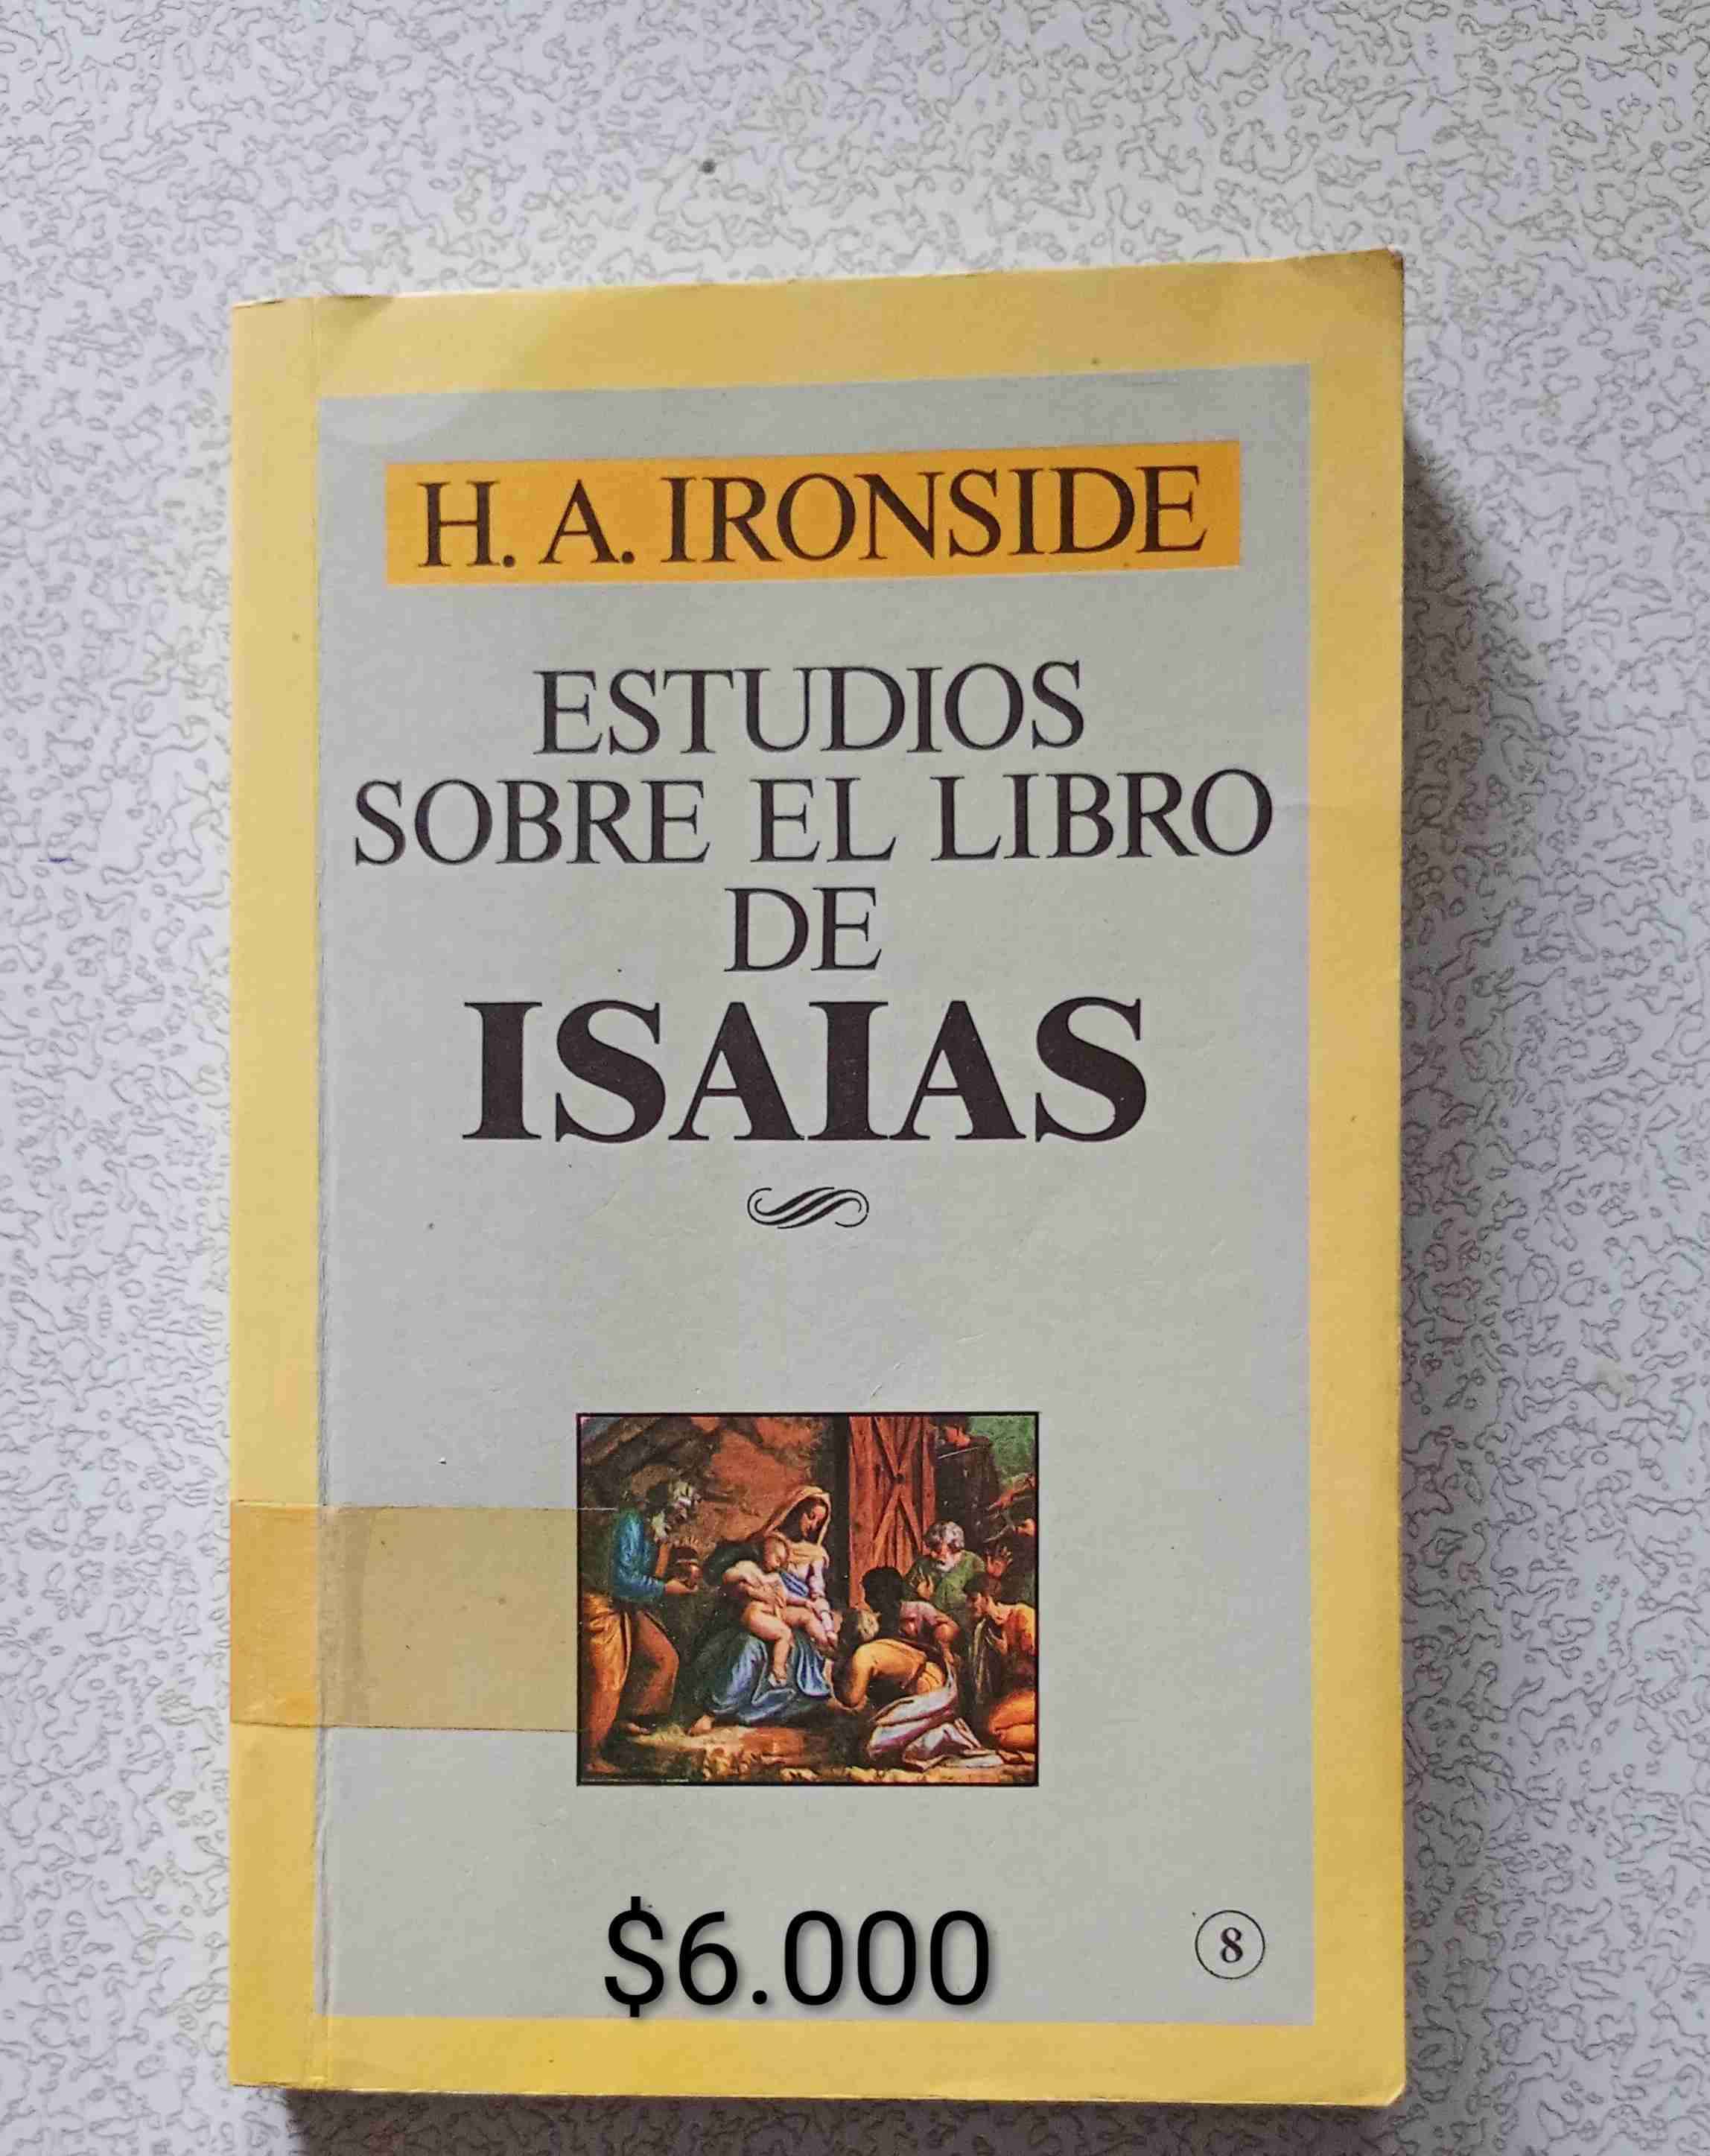 H. A. IRONSIDE
ESTUDIOS
SOBRE EL LIBRO
DE
ISAIAS
$6.000
8